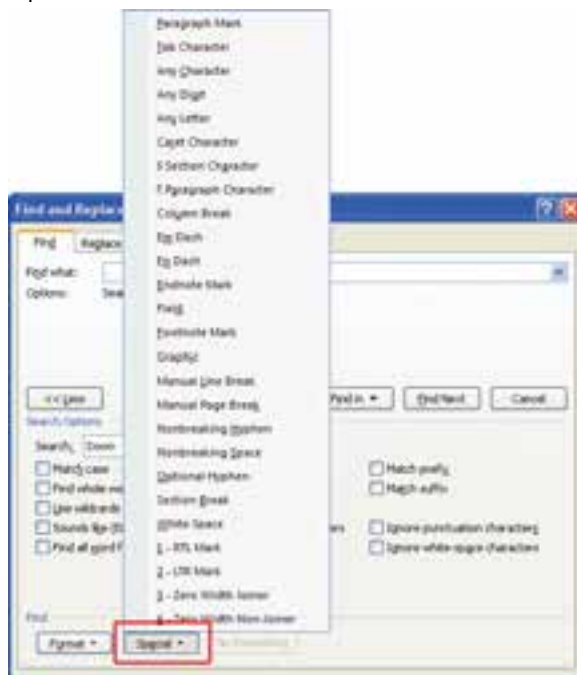 Paragraph Mark
Tab Character
Any Character
Any Digit
Any Letter
Caret Character
§ Section Character
¶ Paragraph Character
Column Break
Em Dash
En Dash
Endnote Mark
Field
Footnote Mark
Graphic
Manual Line Break
Manual Page Break
Nonbreaking Hyphen
Nonbreaking Space
Optional Hyphen
Section Break
White Space
1 - RTL Mark
2 - LTR Mark
3 - Zero Width Joiner
4 - Zero Width Non-Joiner
Find and Replace
Find Replace
Find what:
Options:
<< Less Find in Find Next Cancel
Search Options
Search: Down
Match case Match prefix
Find whole Match suffix
Use wildcards
Sounds like Ignore punctuation characters
Find all word Ignore white-space characters
Find
Format Special